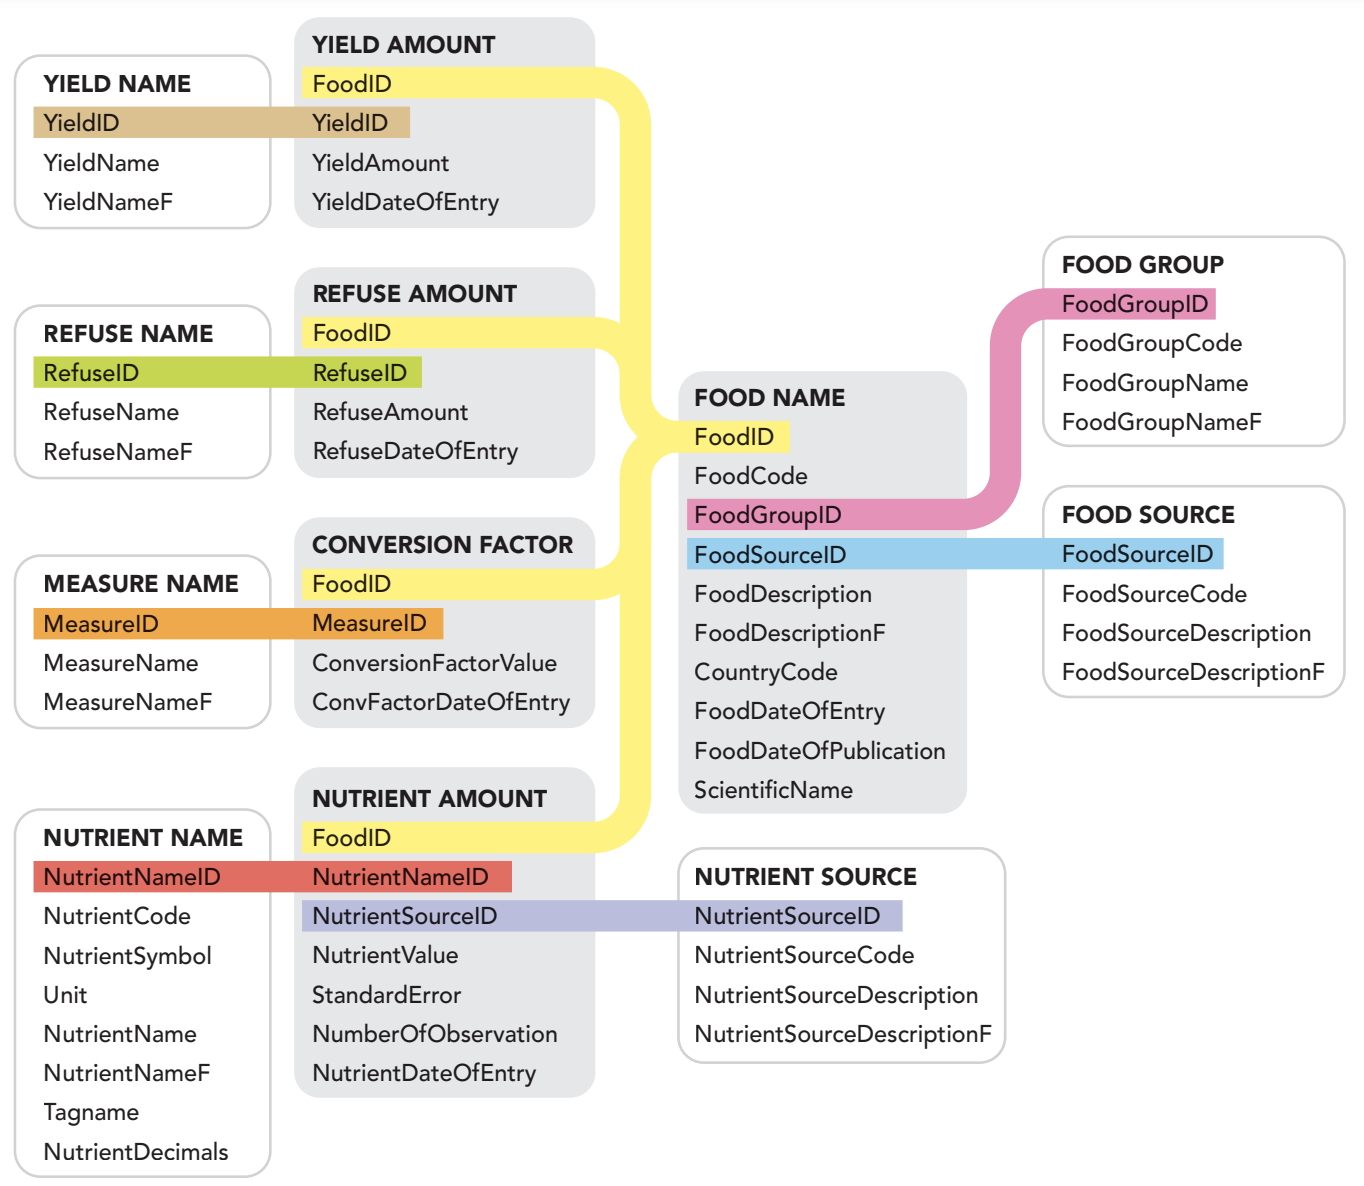 YIELD NAME
YieldID
YieldName
YieldNameF
YIELD AMOUNT
FoodID
YieldID
YieldAmount
YieldDateOfEntry
REFUSE NAME
RefuseID
RefuseName
RefuseNameF
REFUSE AMOUNT
FoodID
RefuseID
RefuseAmount
RefuseDateOfEntry
MEASURE NAME
MeasureID
MeasureName
MeasureNameF
CONVERSION FACTOR
FoodID
MeasureID
ConversionFactorValue
ConvFactorDateOfEntry
NUTRIENT NAME
NutrientNameID
NutrientCode
NutrientSymbol
Unit
NutrientName
NutrientNameF
Tagname
NutrientDecimals
NUTRIENT AMOUNT
FoodID
NutrientNameID
NutrientSourceID
NutrientValue
StandardError
NumberOfObservation
NutrientDateOfEntry
FOOD NAME
FoodID
FoodCode
FoodGroupID
FoodSourceID
FoodDescription
FoodDescriptionF
CountryCode
FoodDateOfEntry
FoodDateOfPublication
ScientificName
NUTRIENT SOURCE
NutrientSourceID
NutrientSourceCode
NutrientSourceDescription
NutrientSourceDescriptionF
FOOD GROUP
FoodGroupID
FoodGroupCode
FoodGroupName
FoodGroupNameF
FOOD SOURCE
FoodSourceID
FoodSourceCode
FoodSourceDescription
FoodSourceDescriptionF